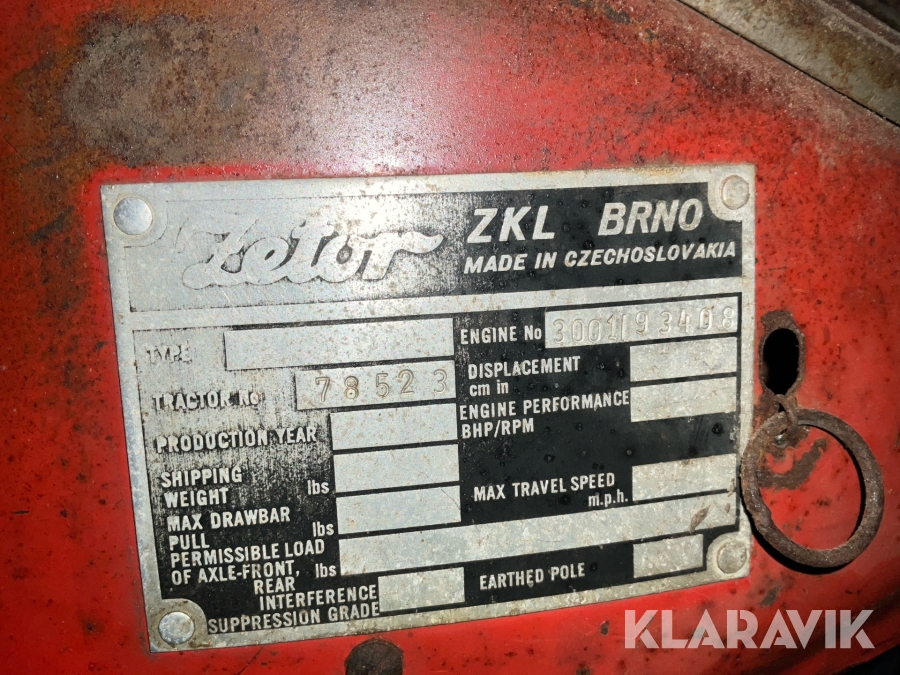 Zetor
ZKL BRNO
MADE IN CZECHOSLOVAKIA
TYPE
TRACTOR No 78523
PRODUCTION YEAR
SHIPPING
WEIGHT lbs
MAX DRAWBAR
PULL lbs
PERMISSIBLE LOAD
OF AXLE-FRONT, lbs
REAR
INTERFERENCE
SUPPRESSION GRADE
ENGINE No 3001193408
DISPLACEMENT
cm in
ENGINE PERFORMANCE
BHP/RPM
MAX TRAVEL SPEED
m.p.h.
EARTHED POLE
KLARAVIK